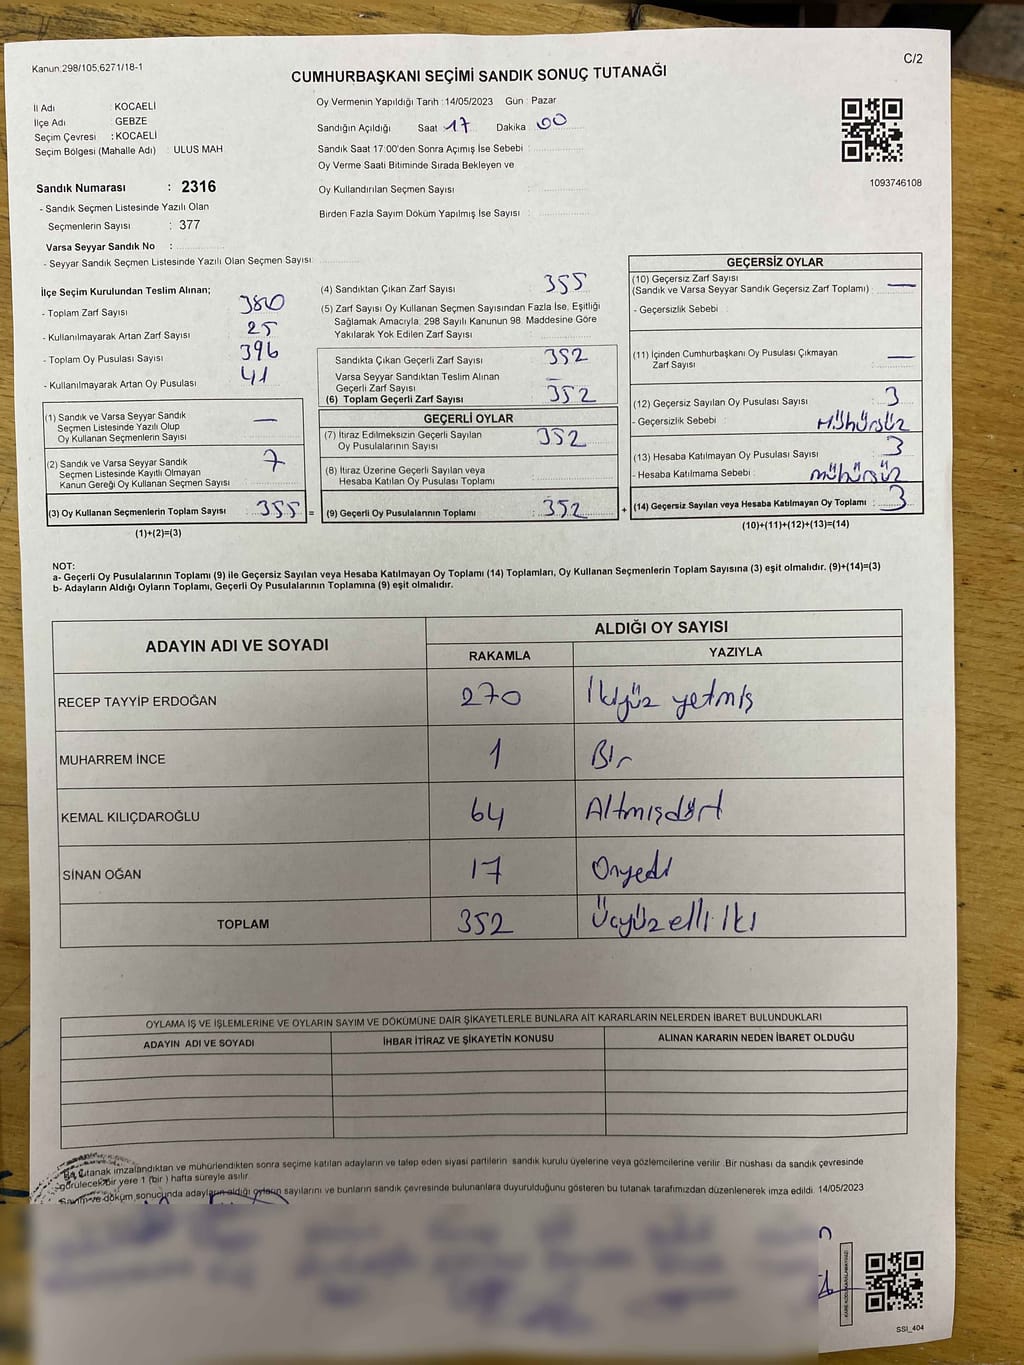 Kanun.298/105,6271/18-1
C/2
CUMHURBAŞKANI SEÇİMİ SANDIK SONUÇ TUTANAĞI
İl Adı : KOCAELİ
İlçe Adı : GEBZE
Seçim Çevresi : KOCAELİ
Seçim Bölgesi (Mahalle Adı) : ULUS MAH
Sandık Numarası : 2316
- Sandık Seçmen Listesinde Yazılı Olan
Seçmenlerin Sayısı : 377
Varsa Seyyar Sandık No :
- Seyyar Sandık Seçmen Listesinde Yazılı Olan Seçmen Sayısı:
Oy Vermenin Yapıldığı Tarih : 14/05/2023 Gün : Pazar
Sandığın Açıldığı Saat : 17 Dakika : 00
Sandık Saat 17:00'den Sonra Açımış İse Sebebi :
Oy Verme Saati Bitiminde Sırada Bekleyen ve
Oy Kullandırılan Seçmen Sayısı :
Birden Fazla Sayım Döküm Yapılmış İse Sayısı :
1093746108
İlçe Seçim Kurulundan Teslim Alınan;
- Toplam Zarf Sayısı : 380
- Kullanılmayarak Artan Zarf Sayısı : 25
- Toplam Oy Pusulası Sayısı : 396
- Kullanılmayarak Artan Oy Pusulası : 41
(1) Sandık ve Varsa Seyyar Sandık
Seçmen Listesinde Yazılı Olup
Oy Kullanan Seçmenlerin Sayısı : —
(2) Sandık ve Varsa Seyyar Sandık
Seçmen Listesinde Kayıtlı Olmayan
Kanun Gereği Oy Kullanan Seçmen Sayısı : 7
(3) Oy Kullanan Seçmenlerin Toplam Sayısı : 355 =
(1)+(2)=(3)
(4) Sandıktan Çıkan Zarf Sayısı : 355
(5) Zarf Sayısı Oy Kullanan Seçmen Sayısından Fazla İse, Eşitliği
Sağlamak Amacıyla, 298 Sayılı Kanunun 98. Maddesine Göre
Yakılarak Yok Edilen Zarf Sayısı :
Sandıkta Çıkan Geçerli Zarf Sayısı : 352
Varsa Seyyar Sandıktan Teslim Alınan
Geçerli Zarf Sayısı : —
(6) Toplam Geçerli Zarf Sayısı : 352
GEÇERLİ OYLAR
(7) İtiraz Edilmeksizin Geçerli Sayılan
Oy Pusulalarının Sayısı : 352
(8) İtiraz Üzerine Geçerli Sayılan veya
Hesaba Katılan Oy Pusulası Toplamı :
(9) Geçerli Oy Pusulalarının Toplamı : 352 +
GEÇERSİZ OYLAR
(10) Geçersiz Zarf Sayısı
(Sandık ve Varsa Seyyar Sandık Geçersiz Zarf Toplamı) : —
- Geçersizlik Sebebi :
(11) İçinden Cumhurbaşkanı Oy Pusulası Çıkmayan
Zarf Sayısı : —
(12) Geçersiz Sayılan Oy Pusulası Sayısı : 3
- Geçersizlik Sebebi : Mühürsüz
(13) Hesaba Katılmayan Oy Pusulası Sayısı : 3
- Hesaba Katılmama Sebebi : mühürsüz
(14) Geçersiz Sayılan veya Hesaba Katılmayan Oy Toplamı : 3
(10)+(11)+(12)+(13)=(14)
NOT:
a- Geçerli Oy Pusulalarının Toplamı (9) ile Geçersiz Sayılan veya Hesaba Katılmayan Oy Toplamı (14) Toplamları, Oy Kullanan Seçmenlerin Toplam Sayısına (3) eşit olmalıdır. (9)+(14)=(3)
b- Adayların Aldığı Oyların Toplamı, Geçerli Oy Pusulalarının Toplamına (9) eşit olmalıdır.
ADAYIN ADI VE SOYADI ALDIĞI OY SAYISI
RAKAMLA YAZIYLA
RECEP TAYYİP ERDOĞAN 270 İkiyüz yetmiş
MUHARREM İNCE 1 Bir
KEMAL KILIÇDAROĞLU 64 Altmışdört
SİNAN OĞAN 17 Onyedi
TOPLAM 352 Üçyüz elli iki
OYLAMA İŞ VE İŞLEMLERİNE VE OYLARIN SAYIM VE DÖKÜMÜNE DAİR ŞİKAYETLERLE BUNLARA AİT KARARLARIN NELERDEN İBARET BULUNDUKLARI
ADAYIN ADI VE SOYADI İHBAR İTİRAZ VE ŞİKAYETİN KONUSU ALINAN KARARIN NEDEN İBARET OLDUĞU
Bu tutanak imzalandıktan ve mühürlendikten sonra seçime katılan adayların ve talep eden siyasi partilerin sandık kurulu üyelerine veya gözlemcilerine verilir. Bir nüshası da sandık çevresinde
görülecek bir yere 1 (bir) hafta süreyle asılır.
Sayım ve döküm sonucunda adayların aldığı oyların sayılarını ve bunların sandık çevresinde bulunanlara duyurulduğunu gösteren bu tutanak tarafımızdan düzenlenerek imza edildi. 14/05/2023
SSI_404